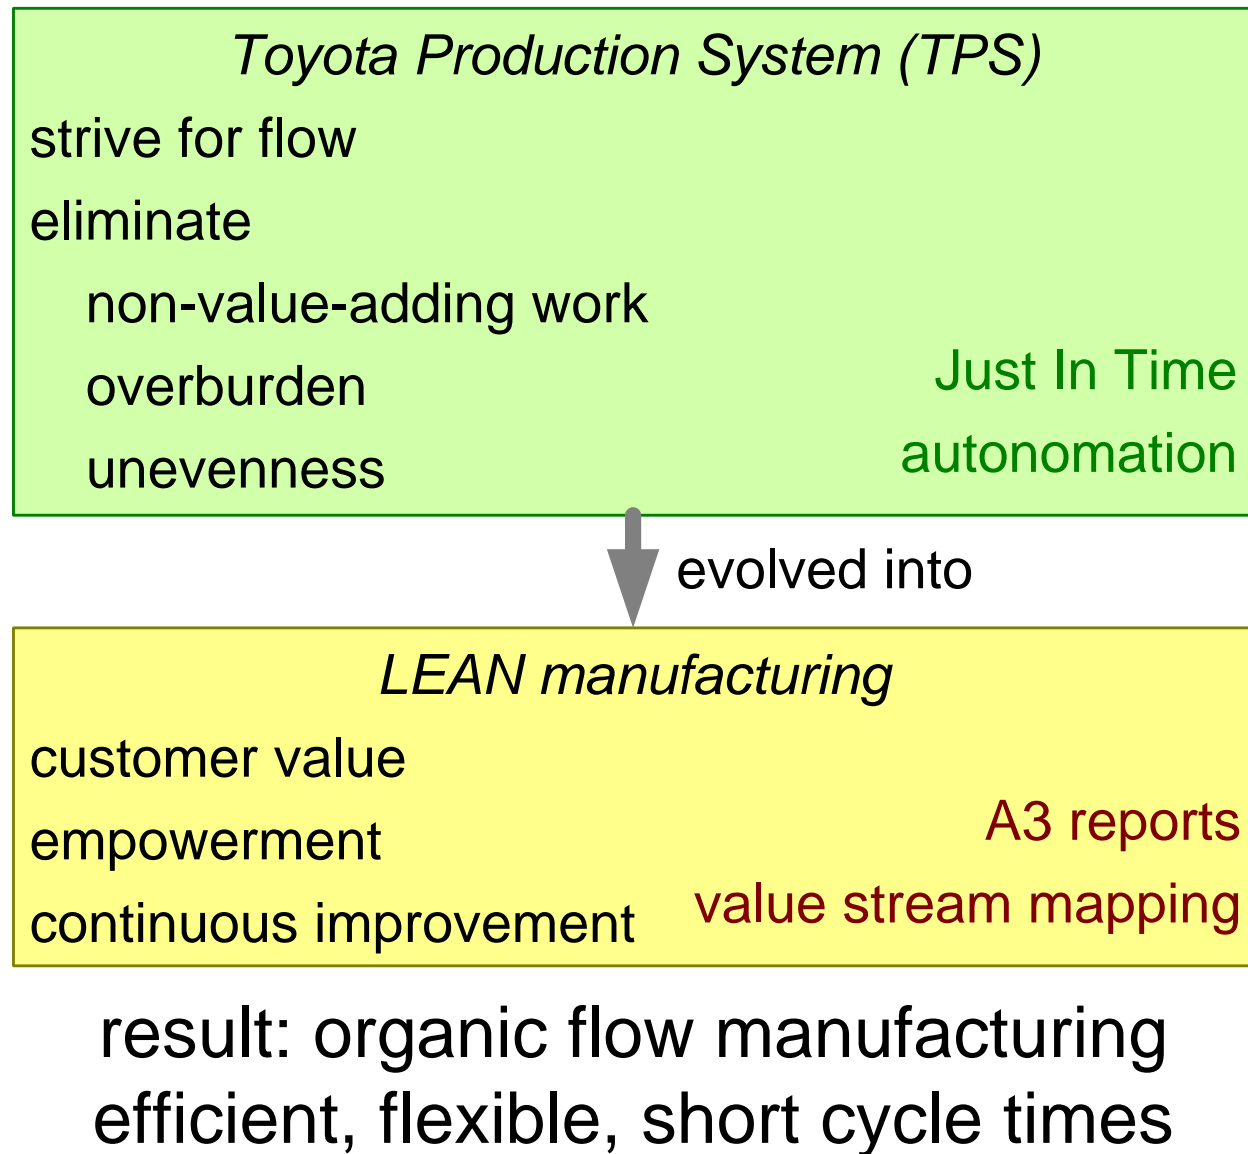 Toyota Production System (TPS)
strive for flow
eliminate
non-value-adding work
overburden
unevenness
Just In Time
autonomation
evolved into
LEAN manufacturing
customer value
empowerment
continuous improvement
A3 reports
value stream mapping
result: organic flow manufacturing
efficient, flexible, short cycle times